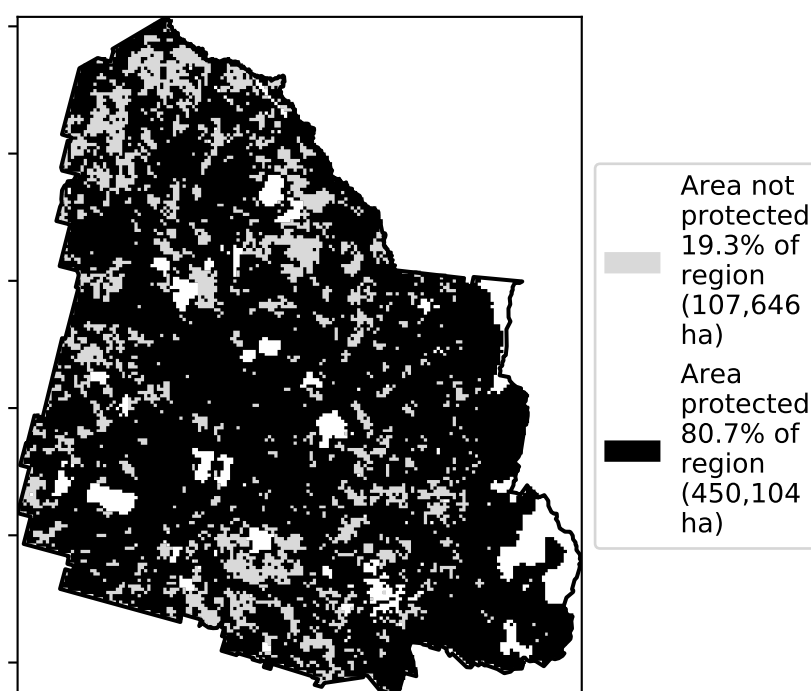 Area not
protected
19.3% of
region
(107,646
ha)
Area
protected
80.7% of
region
(450,104
ha)